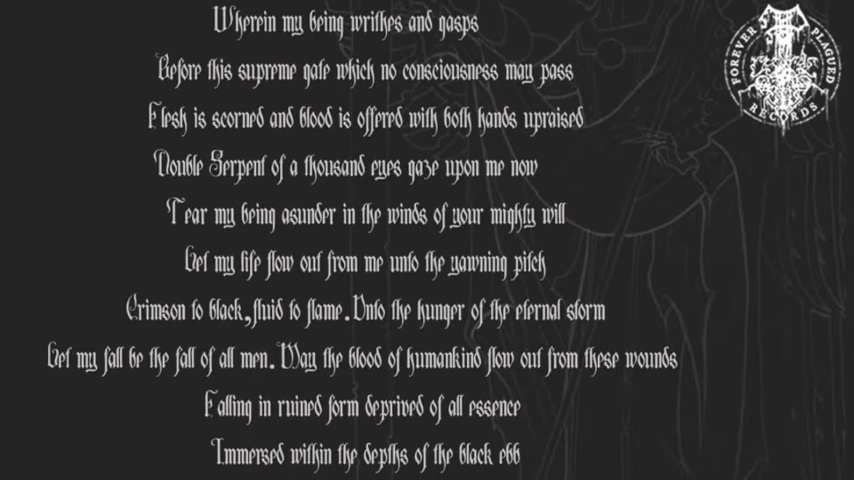 Wherein my being writhes and gasps
Before this supreme gate which no consciousness may pass
Flesh is scorned and blood is offered with both hands upraised
Double Serpent of a thousand eyes gaze upon me now
Tear my being asunder in the winds of your mighty will
Let my life flow out from me unto the yawning pitch
Crimson to black, fluid to flame. Unto the hunger of the eternal storm
Let my fall be the fall of all men. May the blood of humankind flow out from these wounds
Falling in ruined form deprived of all essence
Immersed within the depths of the black ebb
FOREVER PLAGUED
RECORDS